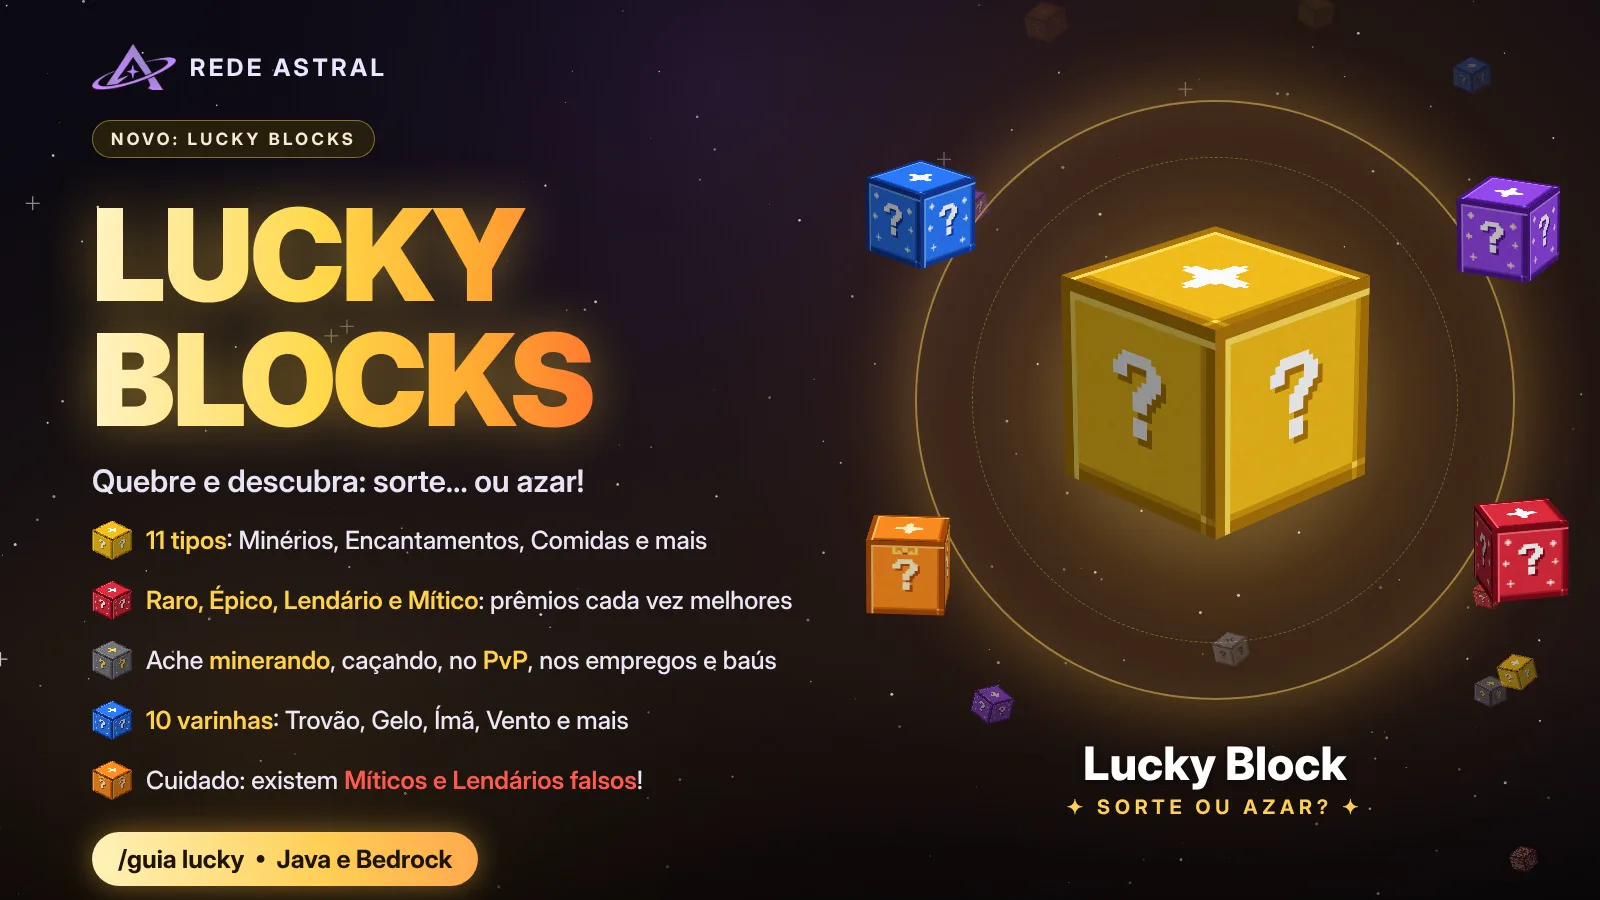 REDE ASTRAL
NOVO: LUCKY BLOCKS
LUCKY
BLOCKS
Quebre e descubra: sorte... ou azar!
11 tipos: Minérios, Encantamentos, Comidas e mais
Raro, Épico, Lendário e Mítico: prêmios cada vez melhores
Ache minerando, caçando, no PvP, nos empregos e baús
10 varinhas: Trovão, Gelo, Ímã, Vento e mais
Cuidado: existem Míticos e Lendários falsos!
/guia lucky • Java e Bedrock
? ?
? ?
? ?
?
?
Lucky Block
✦ SORTE OU AZAR? ✦